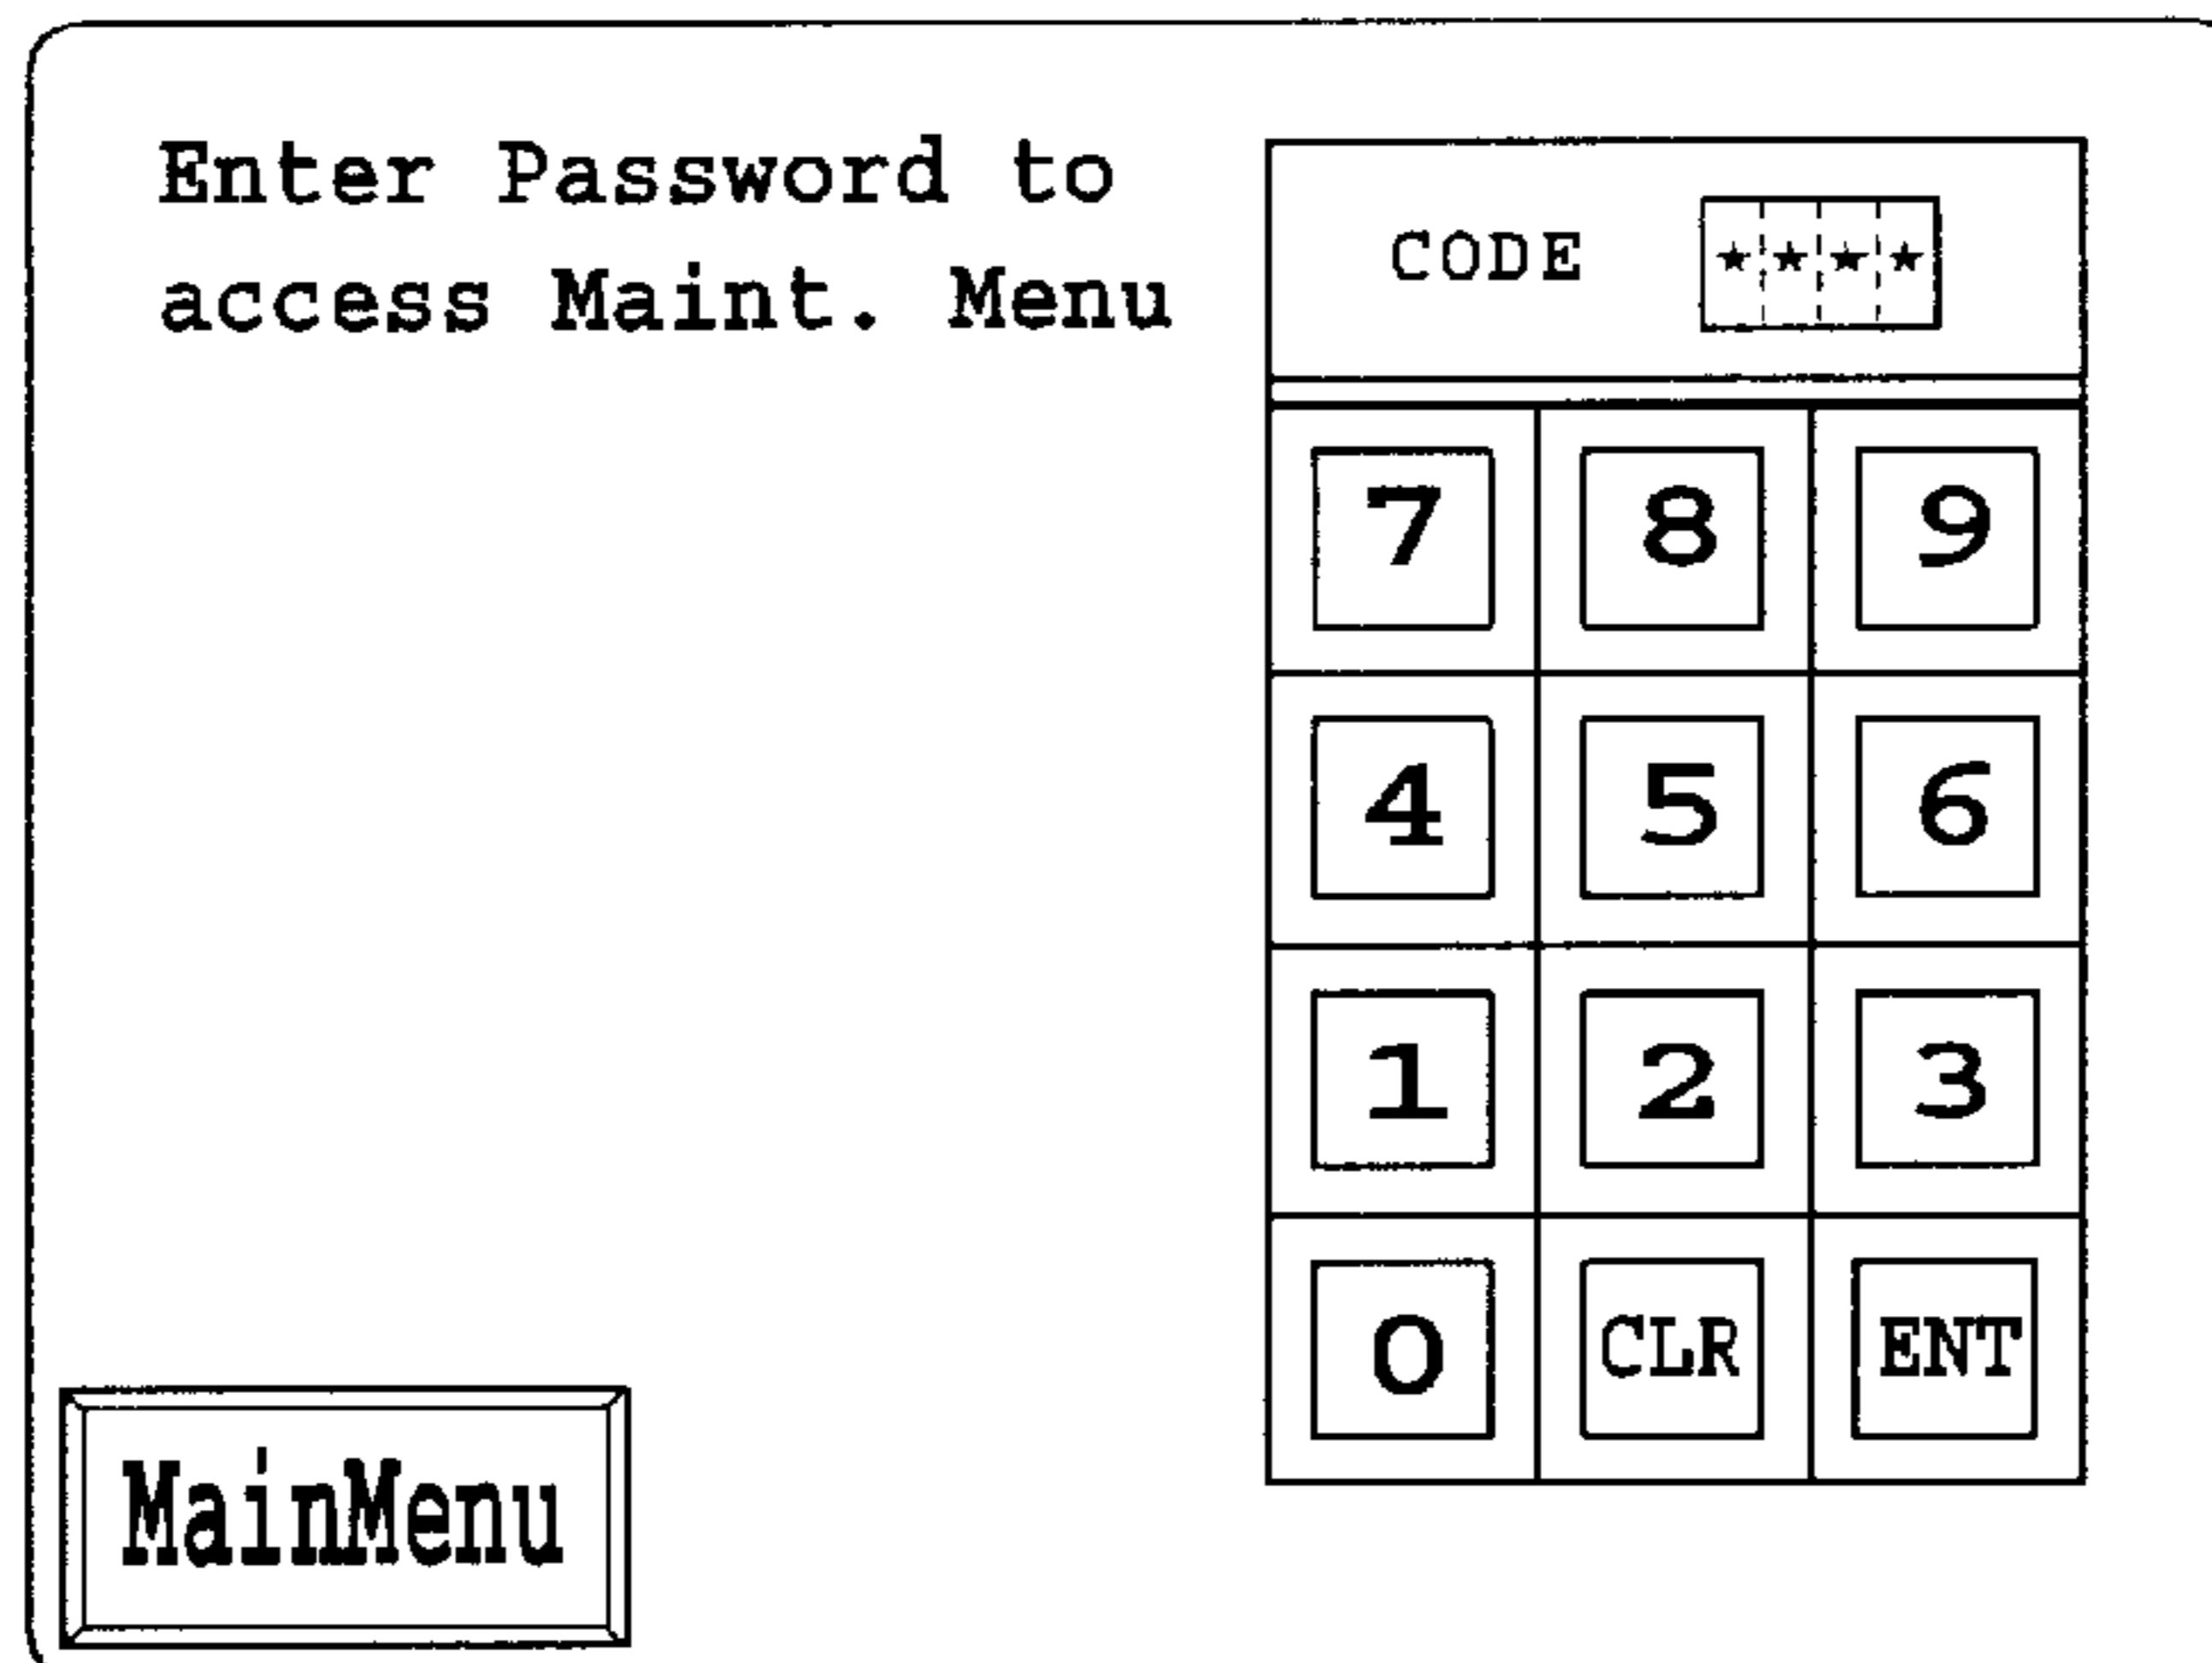 Enter Password to
access Maint. Menu
CODE ★★★★
7 8 9
4 5 6
1 2 3
0 CLR ENT
MainMenu